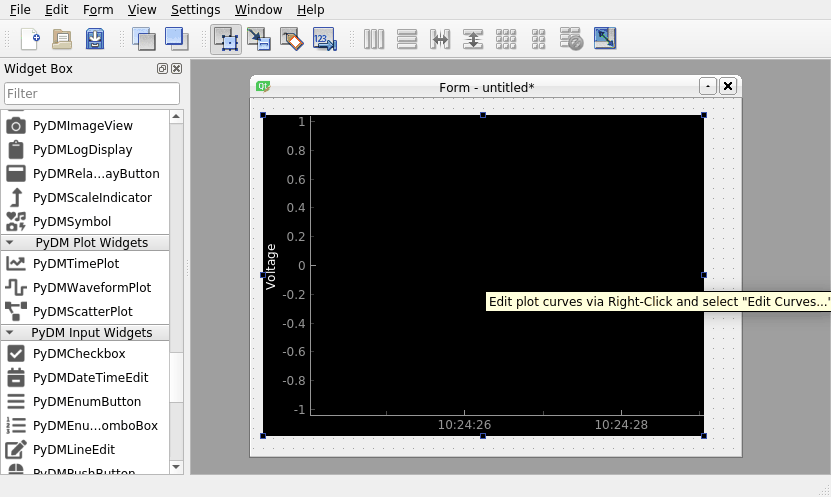 File Edit Form View Settings Window Help
Widget Box
Filter
PyDMImageView
PyDMLogDisplay
PyDMRela...ayButton
PyDMScaleIndicator
PyDMSymbol
PyDM Plot Widgets
PyDMTimePlot
PyDMWaveformPlot
PyDMScatterPlot
PyDM Input Widgets
PyDMCheckbox
PyDMDateTimeEdit
PyDMEnumButton
PyDMEnu...omboBox
PyDMLineEdit
PyDMPushButton
123
Qt
Form - untitled*
1
0.8
0.6
0.4
0.2
0
-0.2
-0.4
-0.6
-0.8
-1
Voltage
10:24:26 10:24:28
Edit plot curves via Right-Click and select "Edit Curves..."